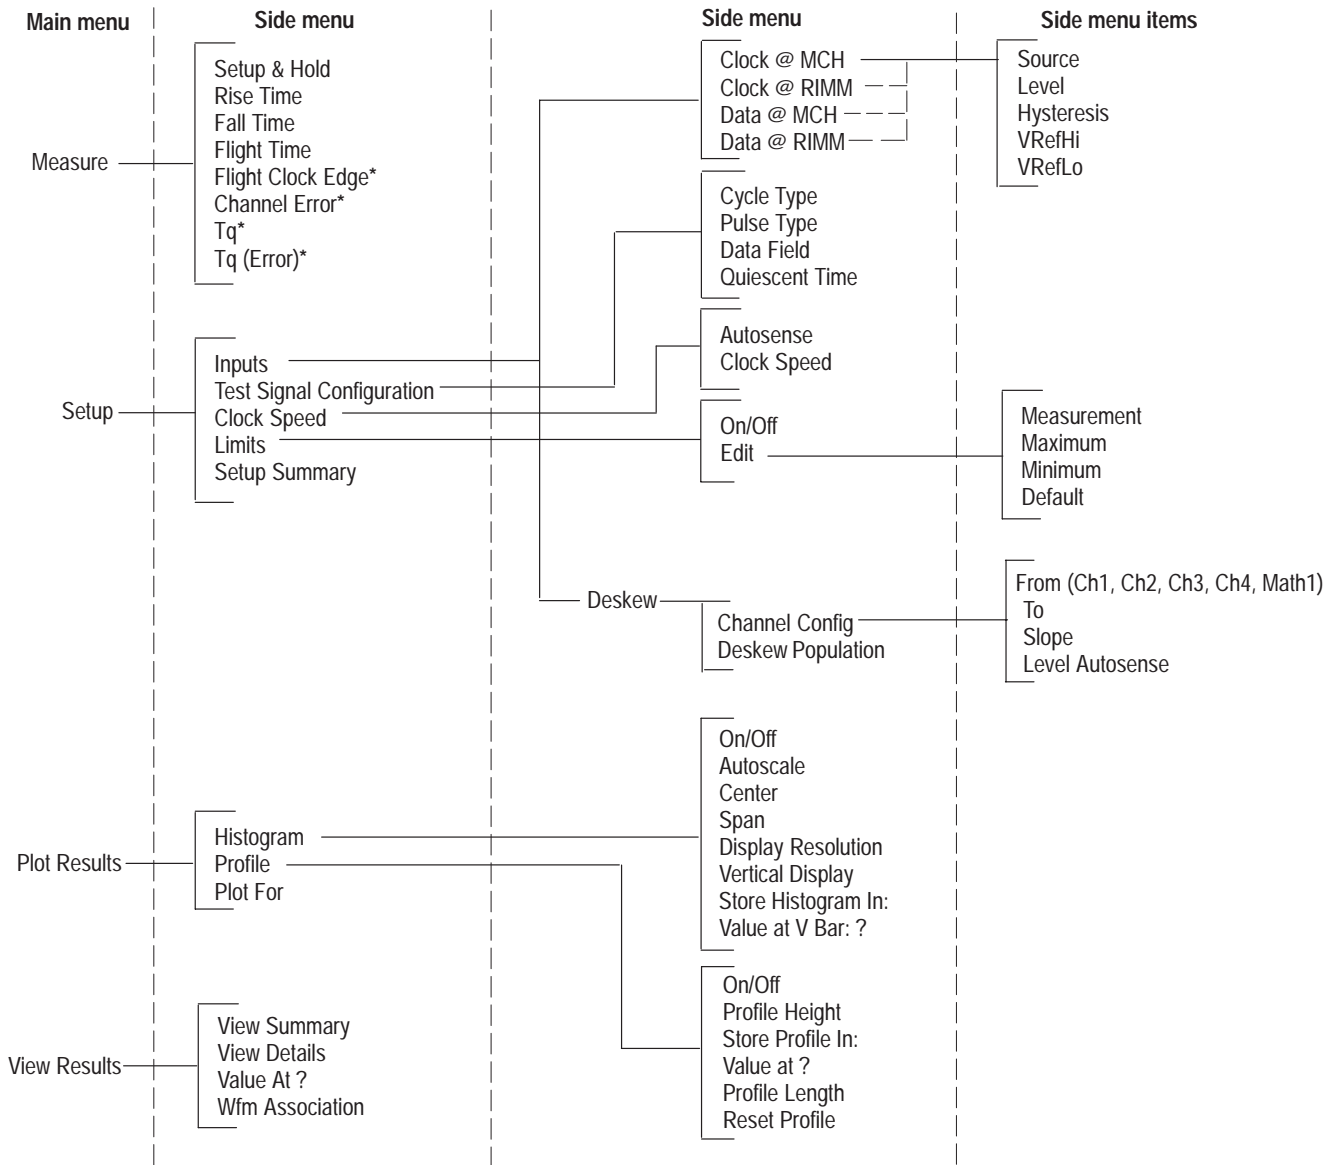 Main menu
Side menu
Side menu
Side menu items
Measure
Setup & Hold
Rise Time
Fall Time
Flight Time
Flight Clock Edge*
Channel Error*
Tq*
Tq (Error)*
Clock @ MCH
Clock @ RIMM
Data @ MCH
Data @ RIMM
Source
Level
Hysteresis
VRefHi
VRefLo
Cycle Type
Pulse Type
Data Field
Quiescent Time
Setup
Inputs
Test Signal Configuration
Clock Speed
Limits
Setup Summary
Autosense
Clock Speed
On/Off
Edit
Measurement
Maximum
Minimum
Default
Deskew
Channel Config
Deskew Population
From (Ch1, Ch2, Ch3, Ch4, Math1)
To
Slope
Level Autosense
Plot Results
Histogram
Profile
Plot For
On/Off
Autoscale
Center
Span
Display Resolution
Vertical Display
Store Histogram In:
Value at V Bar: ?
On/Off
Profile Height
Store Profile In:
Value at ?
Profile Length
Reset Profile
View Results
View Summary
View Details
Value At ?
Wfm Association